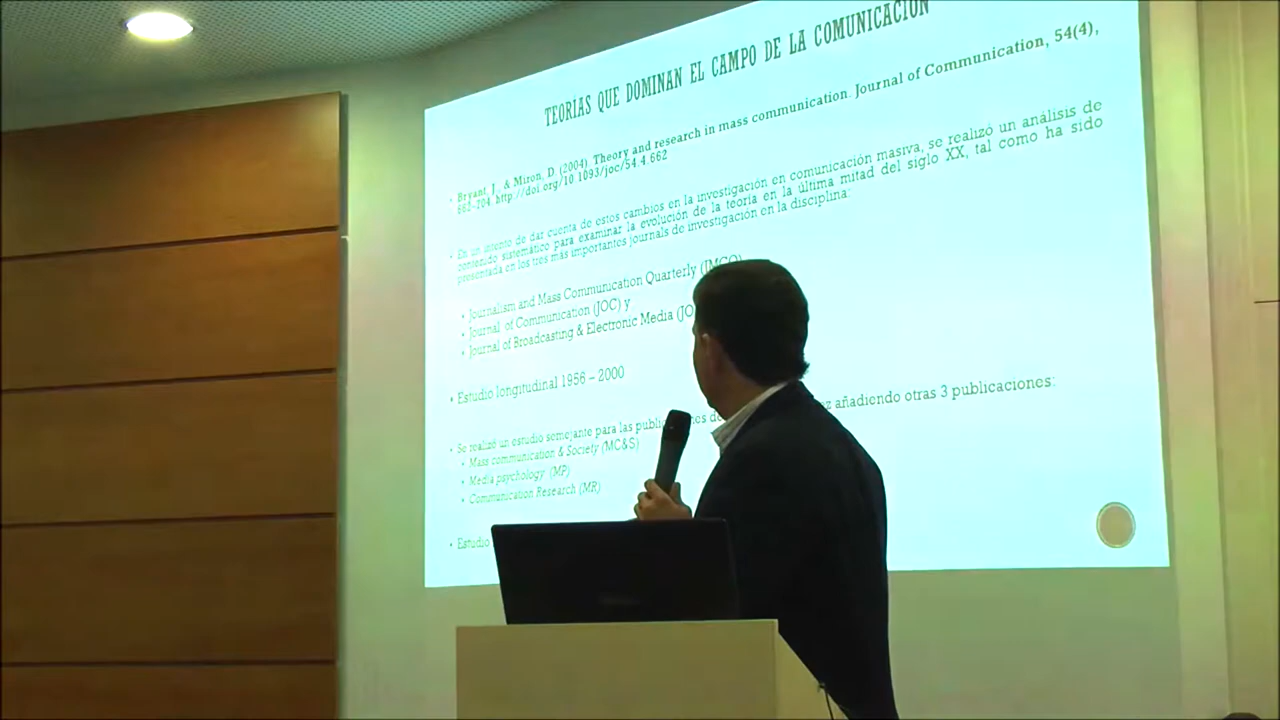 TEORÍAS QUE DOMINAN EL CAMPO DE LA COMUNICACIÓN
• Bryant, J., & Miron, D. (2004). Theory and research in mass communication. Journal of Communication, 54(4),
662–704. http://doi.org/10.1093/joc/54.4.662
• En un intento de dar cuenta de estos cambios en la investigación en comunicación masiva, se realizó un análisis de
contenido sistemático para examinar la evolución de la teoría en la última mitad del siglo XX, tal como ha sido
presentada en los tres más importantes journals de investigación en la disciplina:
• Journalism and Mass Communication Quarterly (JMCQ)
• Journal of Communication (JOC) y
• Journal of Broadcasting & Electronic Media (JO
• Estudio longitudinal 1956 – 2000
• Se realizó un estudio semejante para las añadiendo otras 3 publicaciones:
• Mass communication & Society (MC&S)
• Media psychology (MP)
• Communication Research (MR)
• Estudio